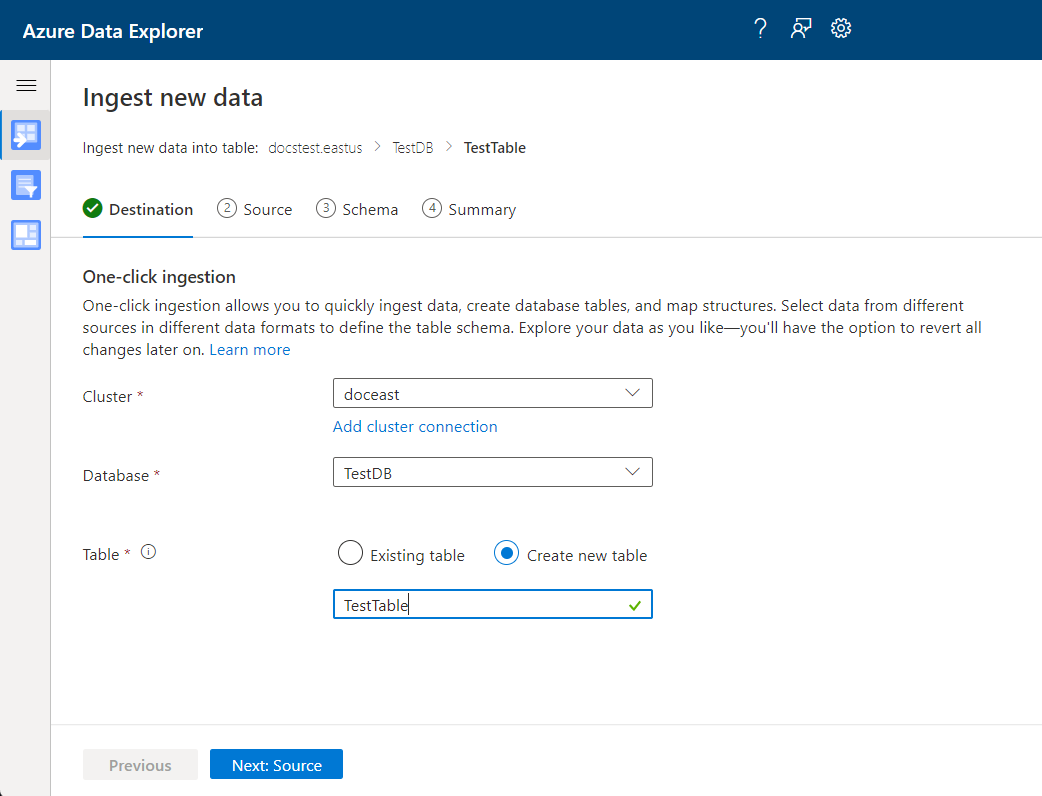 Azure Data Explorer
Ingest new data
Ingest new data into table: docstest.eastus > TestDB > TestTable
Destination 2 Source 3 Schema 4 Summary
One-click ingestion
One-click ingestion allows you to quickly ingest data, create database tables, and map structures. Select data from different
sources in different data formats to define the table schema. Explore your data as you like—you'll have the option to revert all
changes later on. Learn more
Cluster * doceast
Add cluster connection
Database * TestDB
Table * Existing table Create new table
TestTable
Previous Next: Source